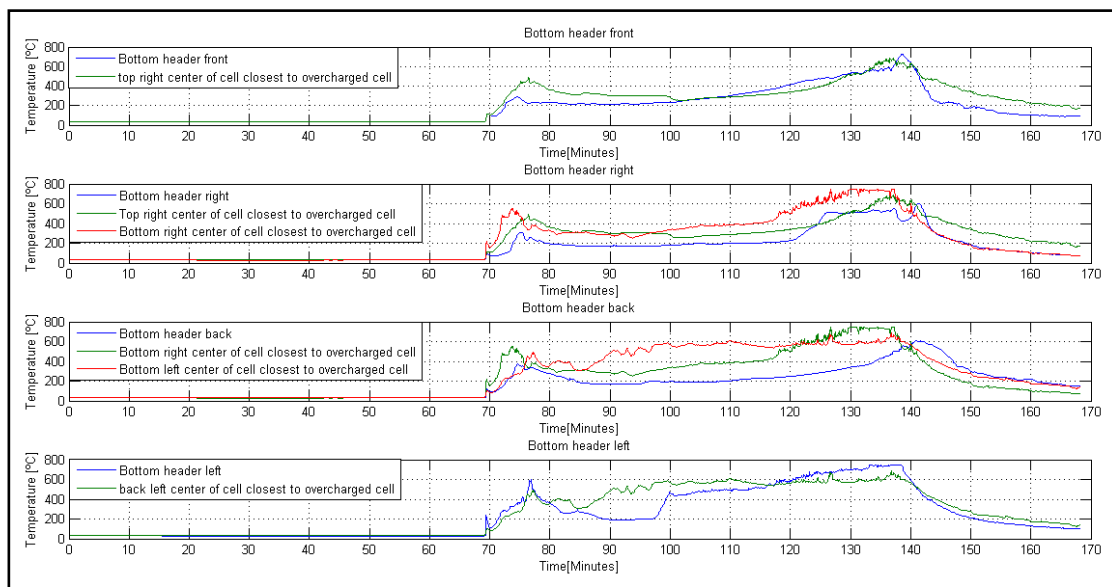 Bottom header front
Temperature [ºC]
800
600
400
200
0
Bottom header front
top right center of cell closest to overcharged cell
0 10 20 30 40 50 60 70 80 90 100 110 120 130 140 150 160 170
Time[Minutes]
Bottom header right
Temperature [ºC]
800
600
400
200
0
Bottom header right
Top right center of cell closest to overcharged cell
Bottom right center of cell closest to overcharged cell
0 10 20 30 40 50 60 70 80 90 100 110 120 130 140 150 160 170
Time[Minutes]
Bottom header back
Temperature [ºC]
800
600
400
200
0
Bottom header back
Bottom right center of cell closest to overcharged cell
Bottom left center of cell closest to overcharged cell
0 10 20 30 40 50 60 70 80 90 100 110 120 130 140 150 160 170
Time[Minutes]
Bottom header left
Temperature [ºC]
800
600
400
200
0
Bottom header left
back left center of cell closest to overcharged cell
0 10 20 30 40 50 60 70 80 90 100 110 120 130 140 150 160 170
Time[Minutes]